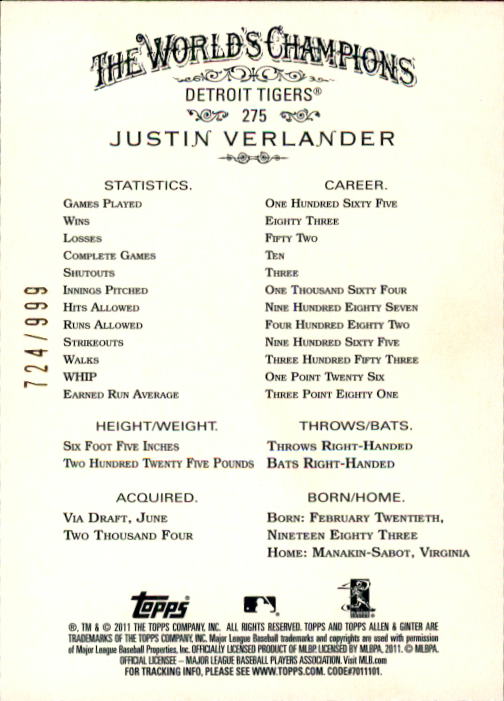 THE WORLD'S CHAMPIONS
DETROIT TIGERS®
275
JUSTIN VERLANDER
STATISTICS. CAREER.
GAMES PLAYED ONE HUNDRED SIXTY FIVE
WINS EIGHTY THREE
LOSSES FIFTY TWO
COMPLETE GAMES TEN
SHUTOUTS THREE
INNINGS PITCHED ONE THOUSAND SIXTY FOUR
HITS ALLOWED NINE HUNDRED EIGHTY SEVEN
RUNS ALLOWED FOUR HUNDRED EIGHTY TWO
STRIKEOUTS NINE HUNDRED SIXTY FIVE
WALKS THREE HUNDRED FIFTY THREE
WHIP ONE POINT TWENTY SIX
EARNED RUN AVERAGE THREE POINT EIGHTY ONE
724/999
HEIGHT/WEIGHT. THROWS/BATS.
SIX FOOT FIVE INCHES THROWS RIGHT-HANDED
TWO HUNDRED TWENTY FIVE POUNDS BATS RIGHT-HANDED
ACQUIRED. BORN/HOME.
VIA DRAFT, JUNE BORN: FEBRUARY TWENTIETH,
TWO THOUSAND FOUR NINETEEN EIGHTY THREE
HOME: MANAKIN-SABOT, VIRGINIA
Topps
®, TM & © 2011 THE TOPPS COMPANY, INC. ALL RIGHTS RESERVED. TOPPS AND TOPPS ALLEN & GINTER ARE
TRADEMARKS OF THE TOPPS COMPANY, INC. Major League Baseball trademarks and copyrights are used with permission
of Major League Baseball Properties, Inc. OFFICIALLY LICENSED PRODUCT OF MLBP. LICENSED BY MLBPA, 2011. © MLBPA.
OFFICIAL LICENSEE – MAJOR LEAGUE BASEBALL PLAYERS ASSOCIATION. Visit MLB.com
FOR TRACKING INFO, PLEASE SEE WWW.TOPPS.COM. CODE#7011101.